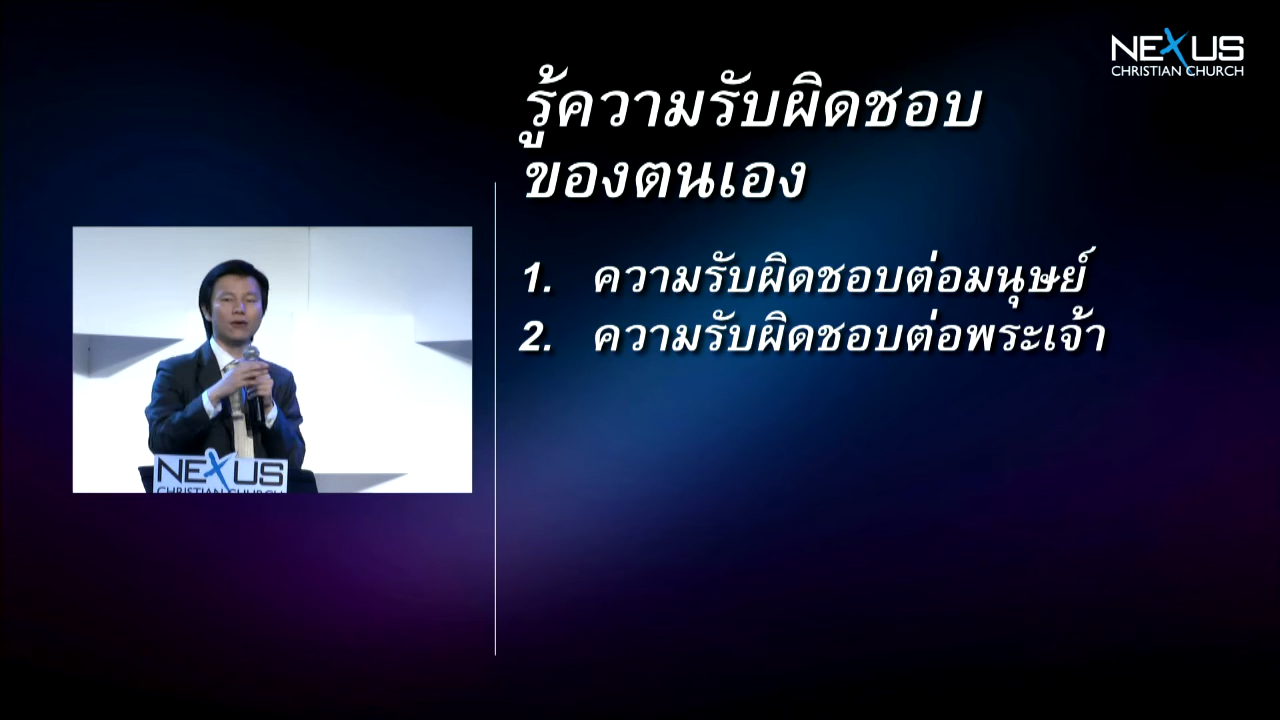 NEXUS
CHRISTIAN CHURCH
รู้ความรับผิดชอบ
ของตนเอง
1. ความรับผิดชอบต่อมนุษย์
2. ความรับผิดชอบต่อพระเจ้า
NEXUS
CHRISTIAN CHURCH